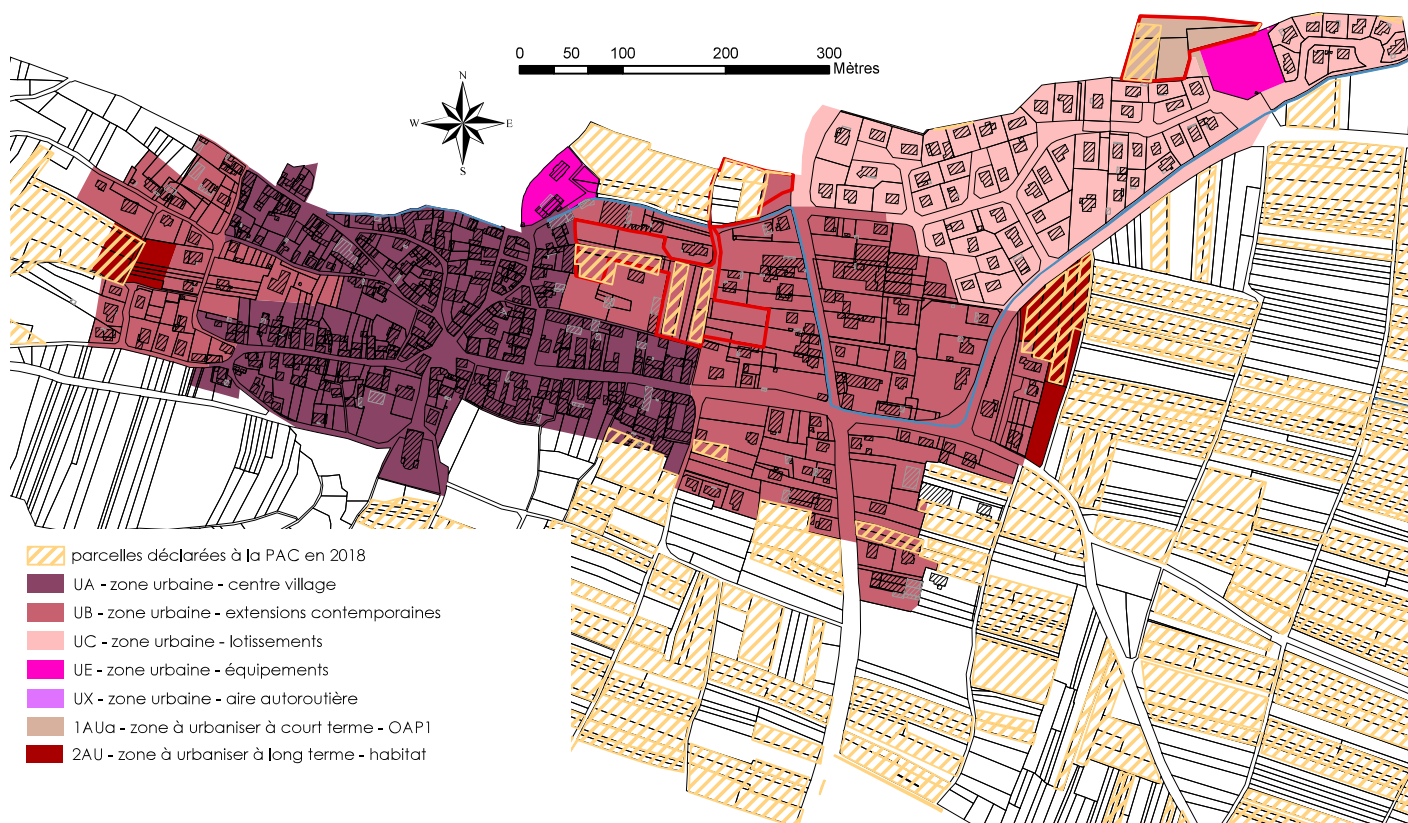 0 50 100 200 300
Mètres
N
W E
S
parcelles déclarées à la PAC en 2018
UA - zone urbaine - centre village
UB - zone urbaine - extensions contemporaines
UC - zone urbaine - lotissements
UE - zone urbaine - équipements
UX - zone urbaine - aire autoroutière
1AUa - zone à urbaniser à court terme - OAP1
2AU - zone à urbaniser à long terme - habitat